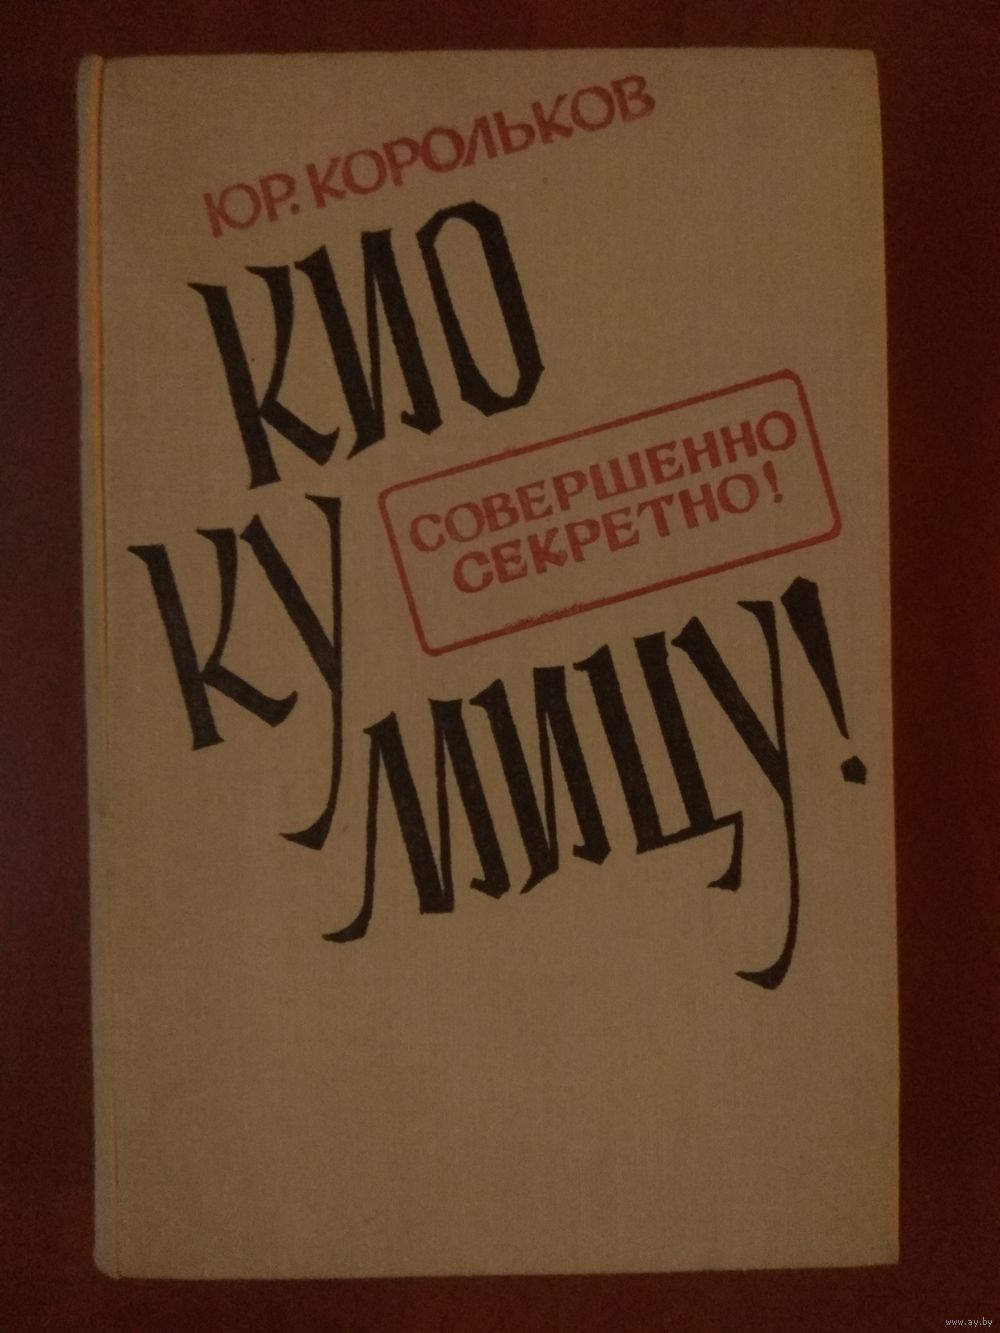 ЮР. КОРОЛЬКОВ
КИО
КУ
МИЦУ!
СОВЕРШЕННО
СЕКРЕТНО!
www.ay.by